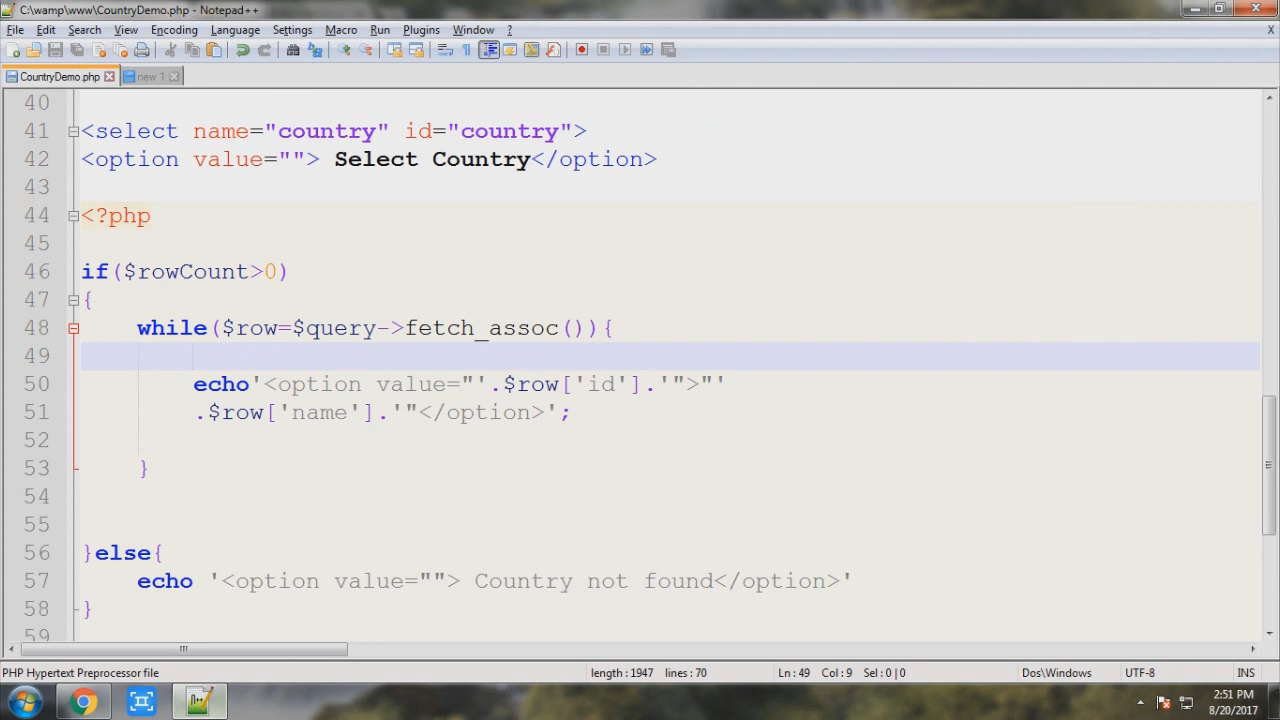 C:\wamp\www\CountryDemo.php - Notepad++
File Edit Search View Encoding Language Settings Macro Run Plugins Window ? X
CountryDemo.php new 1
40
41 <select name="country" id="country">
42 <option value=""> Select Country</option>
43
44 <?php
45
46 if($rowCount>0)
47 {
48 while($row=$query->fetch_assoc()){
49
50 echo'<option value="'.$row['id'].'">"'
51 .$row['name'].'"</option>';
52
53 }
54
55
56 }else{
57 echo '<option value=""> Country not found</option>'
58 }
59
PHP Hypertext Preprocessor file length : 1947 lines : 70 Ln : 49 Col : 9 Sel : 0 | 0 Dos\Windows UTF-8 INS
2:51 PM
8/20/2017